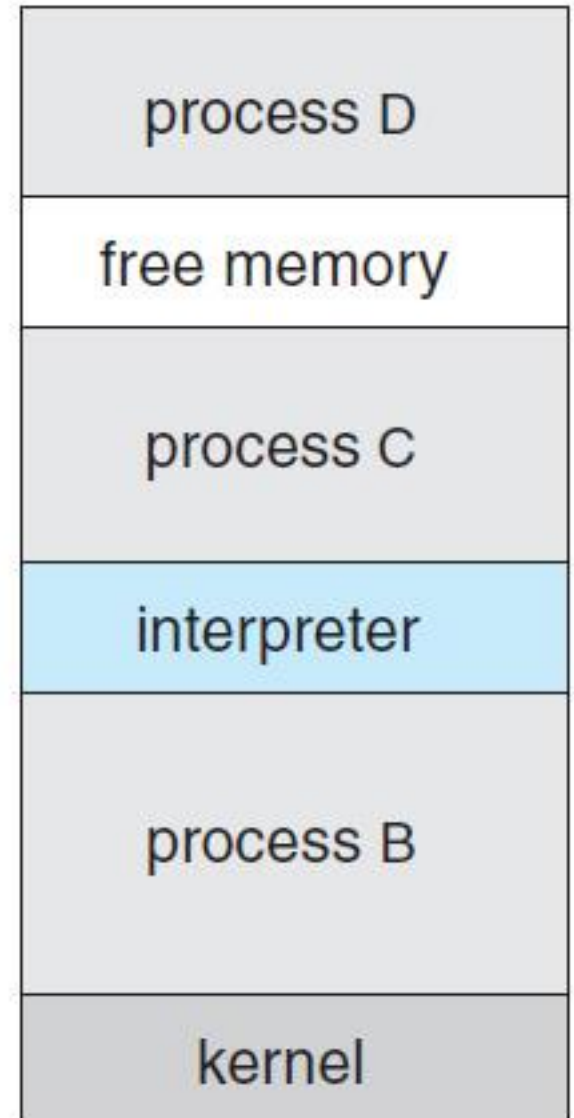 process D
free memory
process C
interpreter
process B
kernel